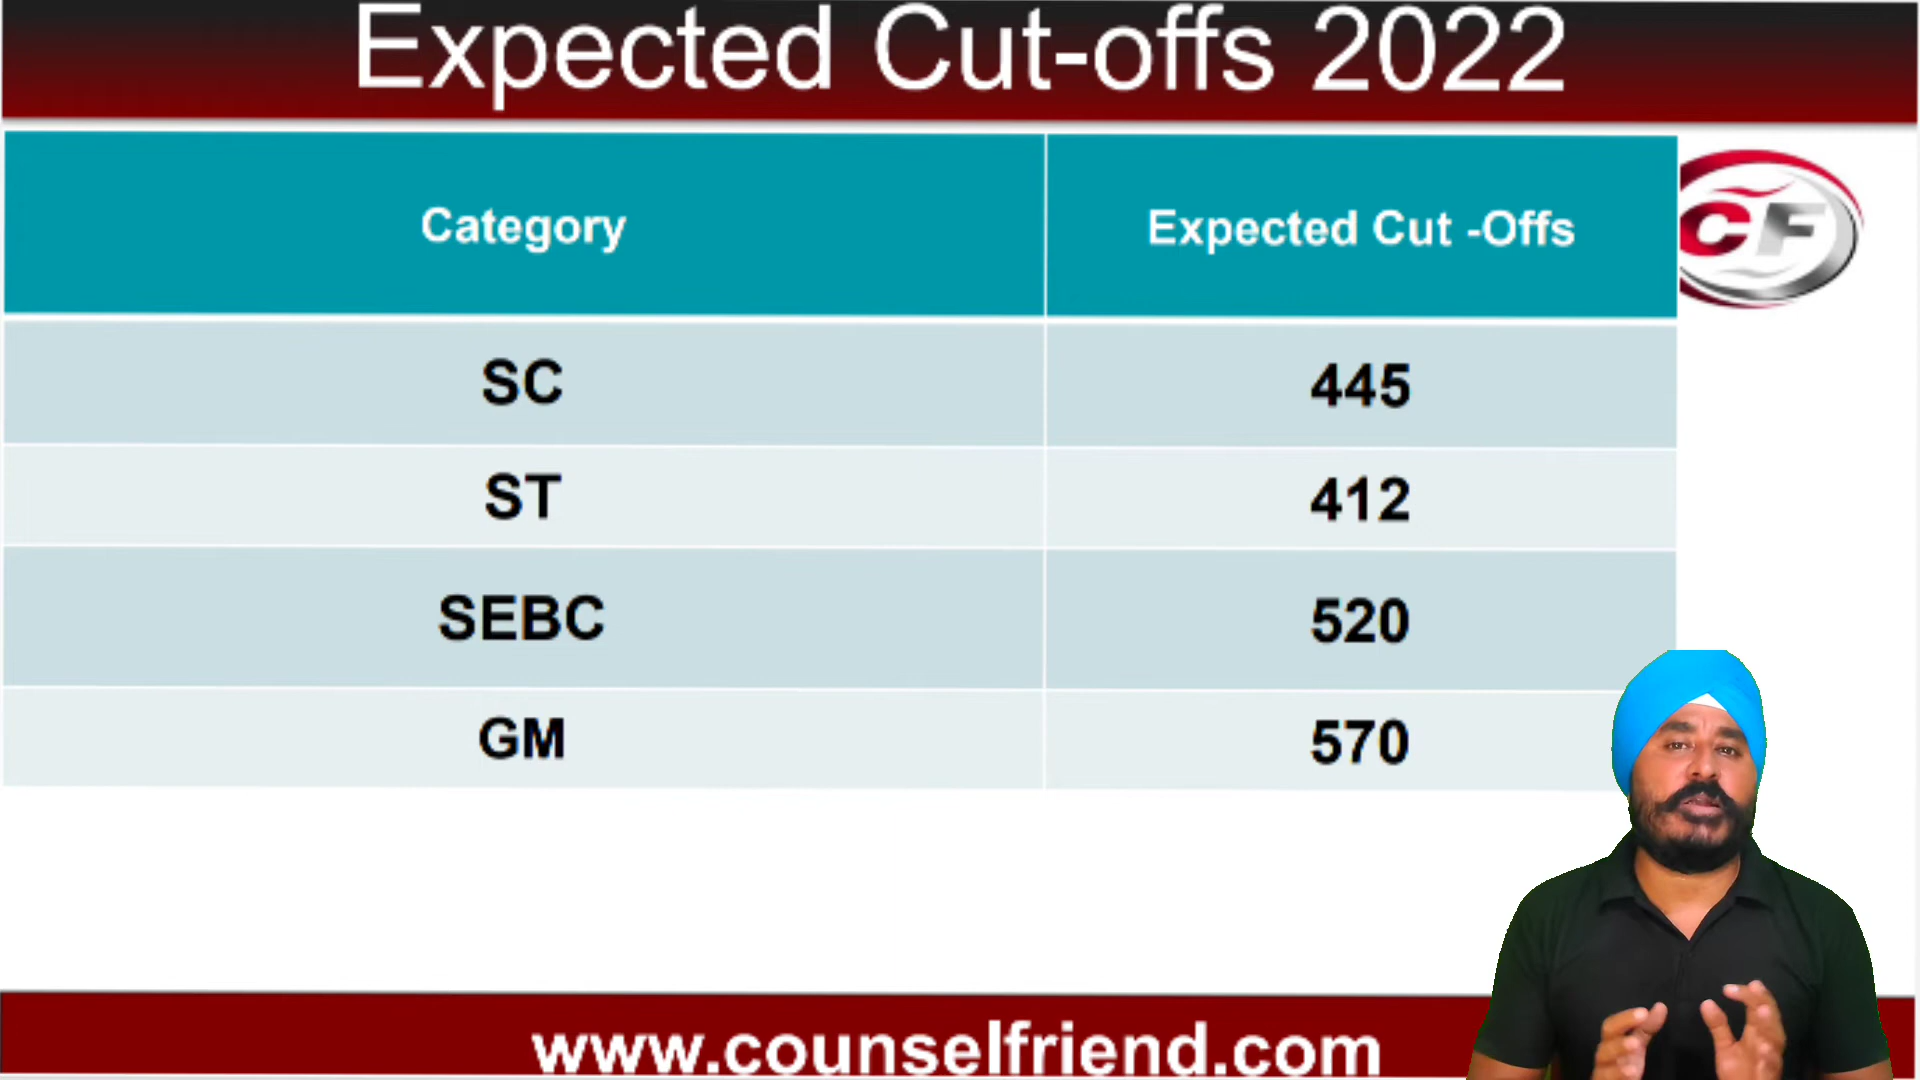 Expected Cut-offs 2022
Category Expected Cut -Offs
CF
SC 445
ST 412
SEBC 520
GM 570
www.counselfriend.com